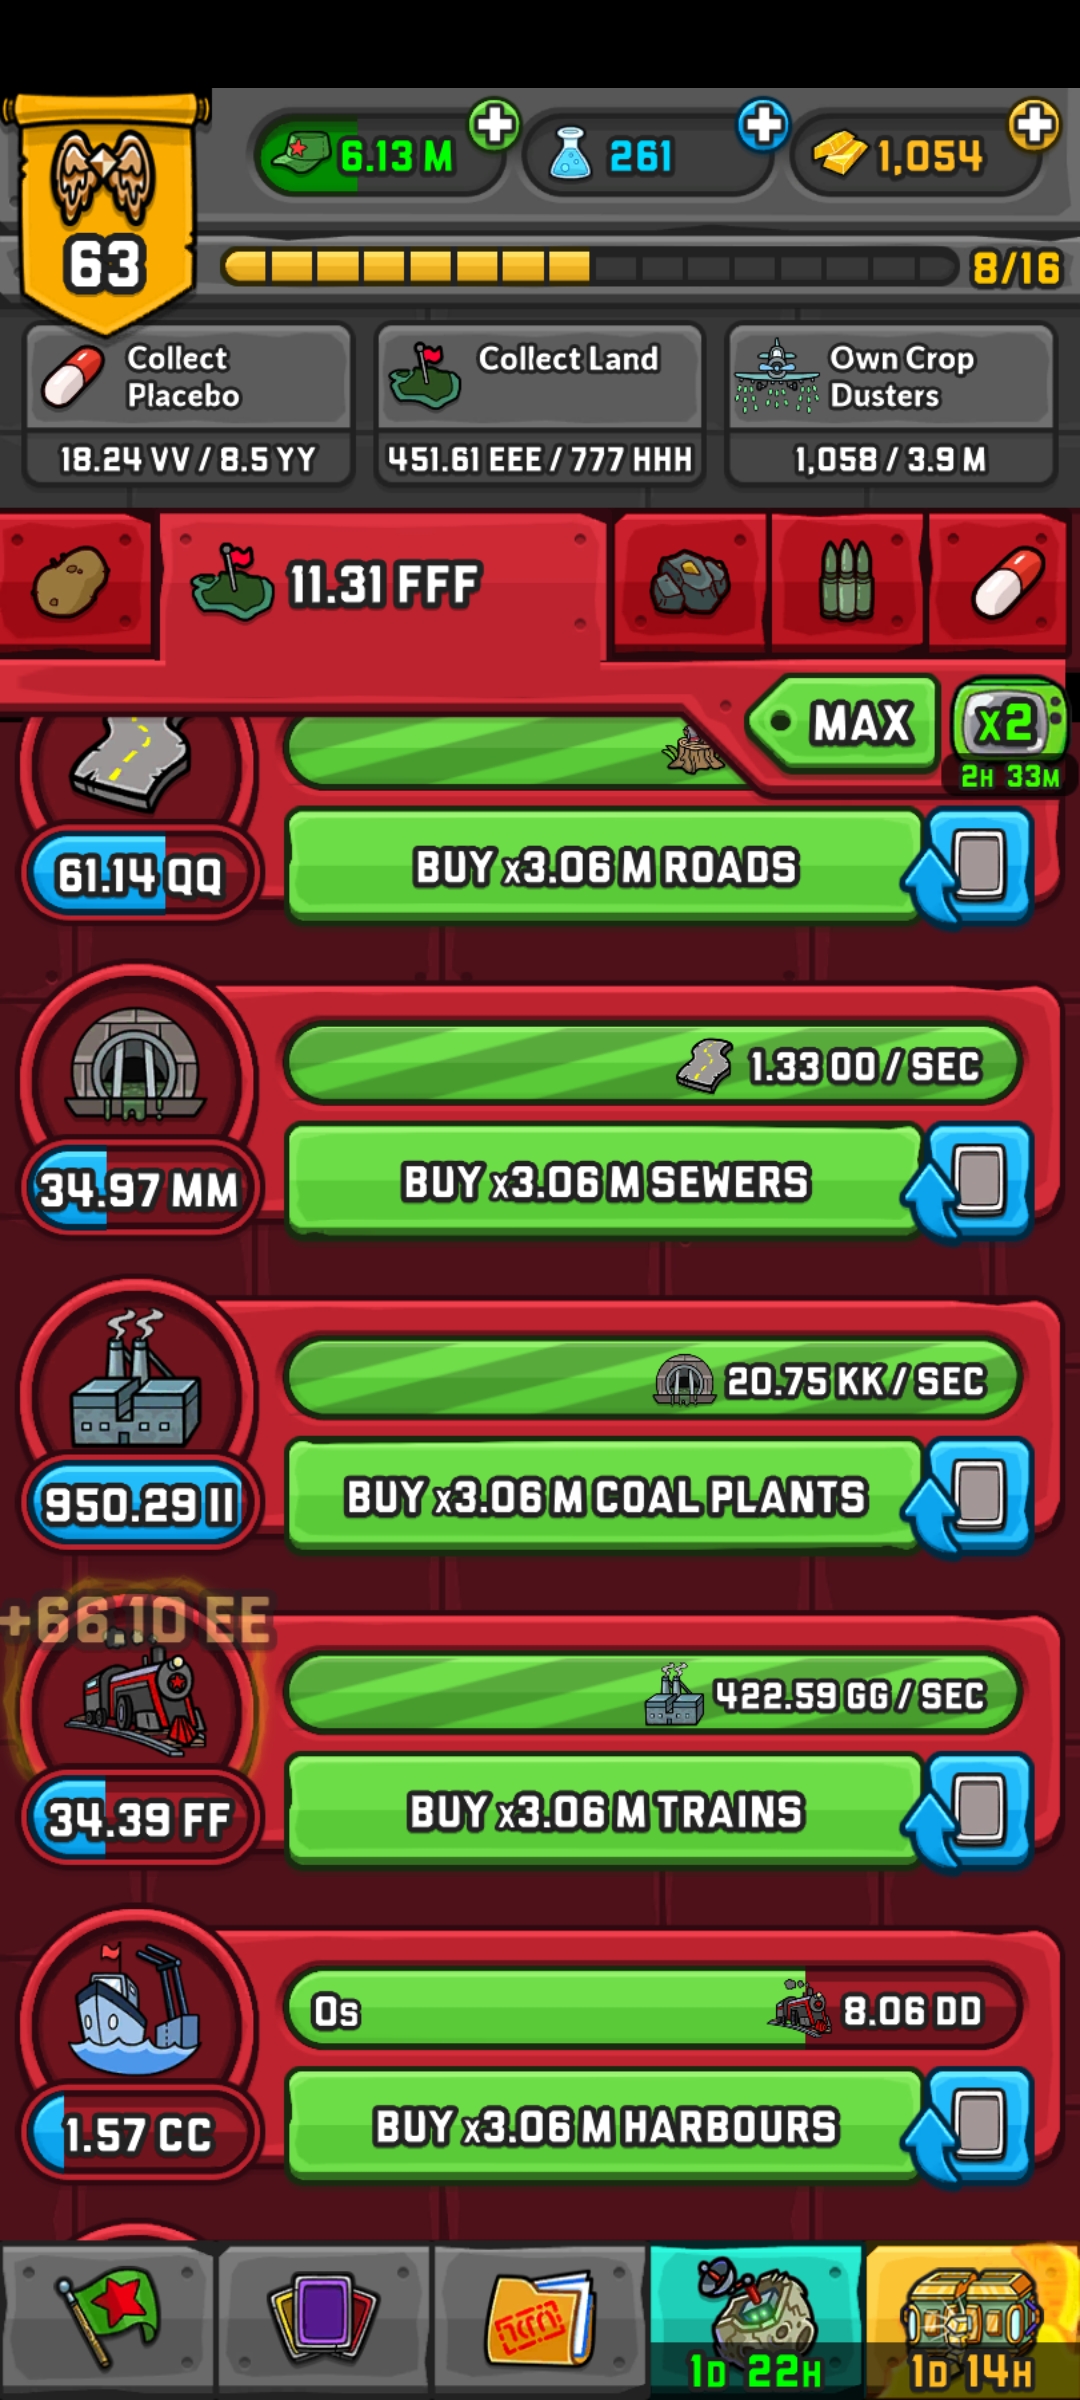 6.13 M
261
1,054
63
8/16
Collect
Placebo
18.24 VV / 8.5 YY
Collect Land
451.61 EEE / 777 HHH
Own Crop
Dusters
1,058 / 3.9 M
11.31 FFF
MAX
x2
2H 33M
61.14 QQ
BUY x3.06 M ROADS
1.33 OO / SEC
34.97 MM
BUY x3.06 M SEWERS
20.75 KK / SEC
950.29 II
BUY x3.06 M COAL PLANTS
+66.10 EE
422.59 GG / SEC
34.39 FF
BUY x3.06 M TRAINS
0s
8.06 DD
1.57 CC
BUY x3.06 M HARBOURS
1D 22H
1D 14H